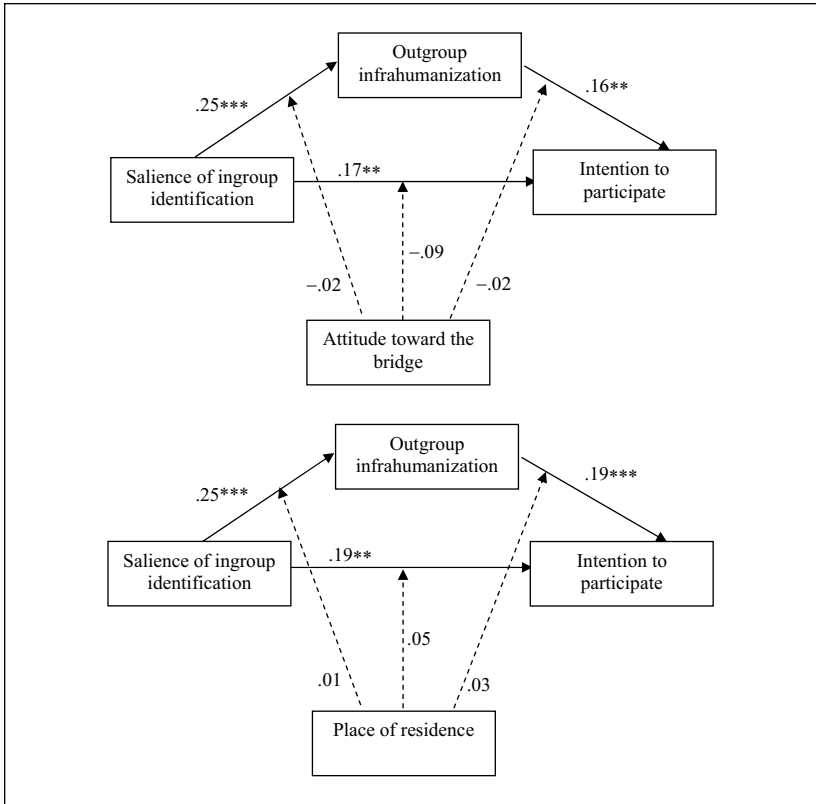 Outgroup
infrahumanization
.25***
.16**
Salience of ingroup
identification
.17**
Intention to
participate
−.02
−.09
−.02
Attitude toward the
bridge
Outgroup
infrahumanization
.25***
.19***
Salience of ingroup
identification
.19**
Intention to
participate
.01
.05
.03
Place of residence